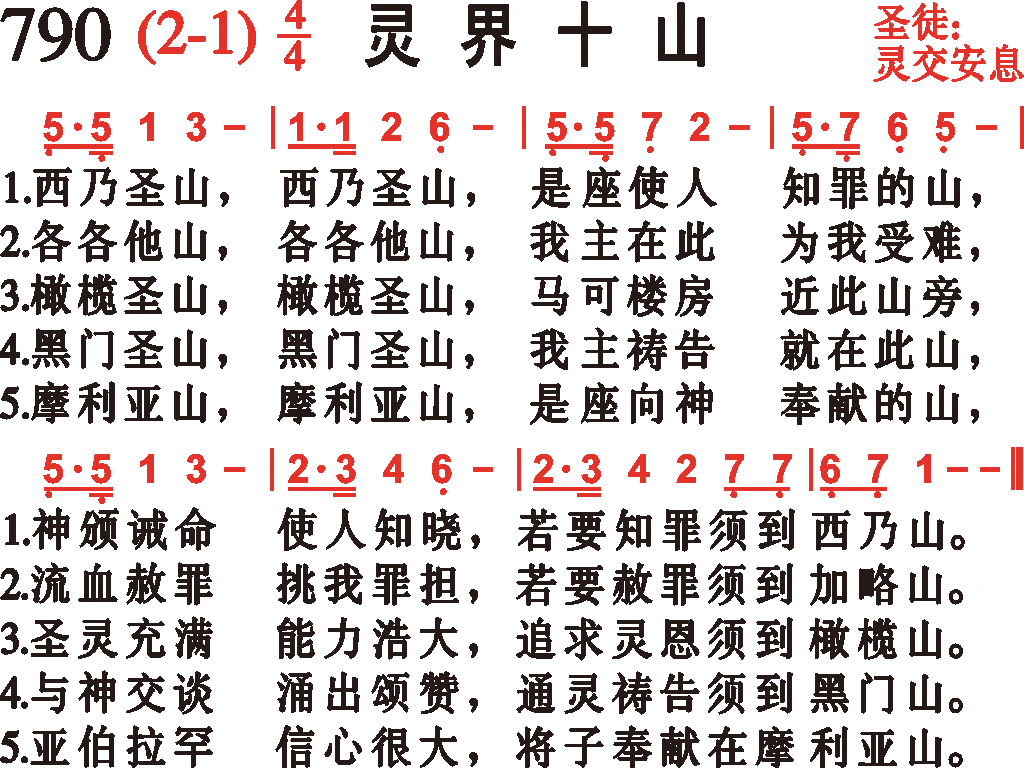 790 (2-1) 4/4 灵界十山 圣徒：
灵交安息
5·5 1 3 - | 1·1 2 6 - | 5·5 7 2 - | 5·7 6 5 - |
1.西乃圣山， 西乃圣山， 是座使人 知罪的山，
2.各各他山， 各各他山， 我主在此 为我受难，
3.橄榄圣山， 橄榄圣山， 马可楼房 近此山旁，
4.黑门圣山， 黑门圣山， 我主祷告 就在此山，
5.摩利亚山， 摩利亚山， 是座向神 奉献的山，
5·5 1 3 - | 2·3 4 6 - | 2·3 4 2 7 7 | 6 7 1 - - ‖
1.神颁诫命 使人知晓， 若要知罪须到 西乃山。
2.流血赦罪 挑我罪担， 若要赦罪须到 加略山。
3.圣灵充满 能力浩大， 追求灵恩须到 橄榄山。
4.与神交谈 涌出颂赞， 通灵祷告须到 黑门山。
5.亚伯拉罕 信心很大， 将子奉献在摩利亚山。